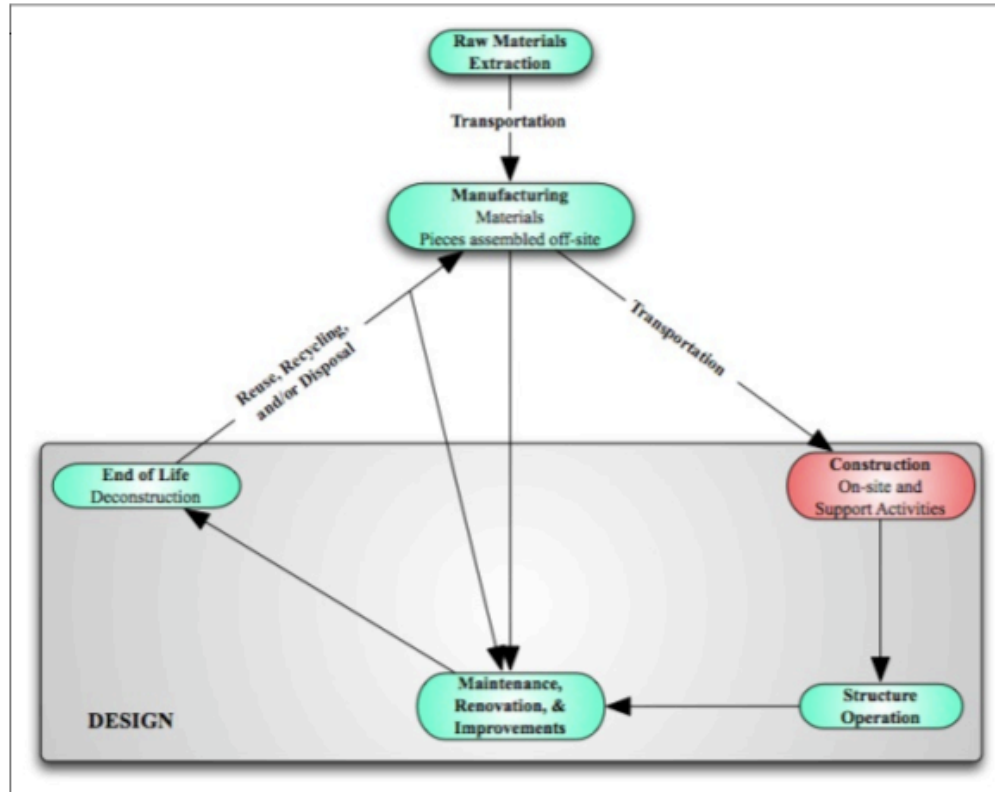 Raw Materials
Extraction
Transportation
Manufacturing
Materials
Pieces assembled off-site
Transportation
Reuse, Recycling,
and/or Disposal
End of Life
Deconstruction
Construction
On-site and
Support Activities
Maintenance,
Renovation, &
Improvements
Structure
Operation
DESIGN